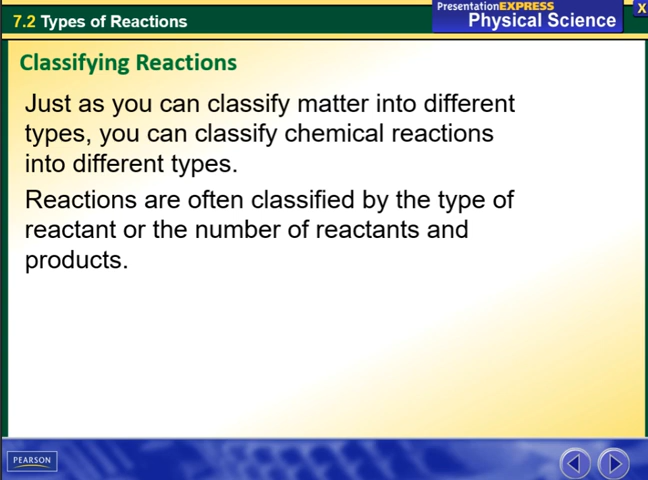 7.2 Types of Reactions
PresentationEXPRESS
Physical Science
X
Classifying Reactions
Just as you can classify matter into different
types, you can classify chemical reactions
into different types.
Reactions are often classified by the type of
reactant or the number of reactants and
products.
PEARSON